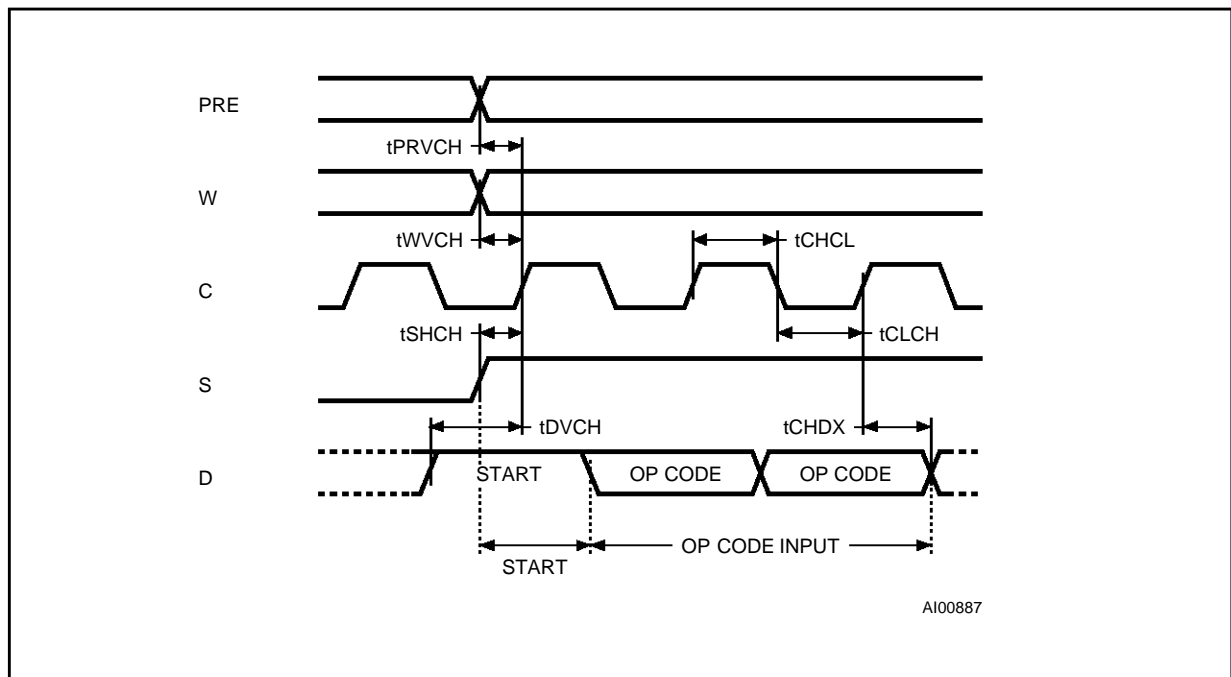 PRE
tPRVCH
W
tWVCH
tCHCL
C
tSHCH
tCLCH
S
tDVCH
tCHDX
D
START
OP CODE
OP CODE
OP CODE INPUT
START
AI00887